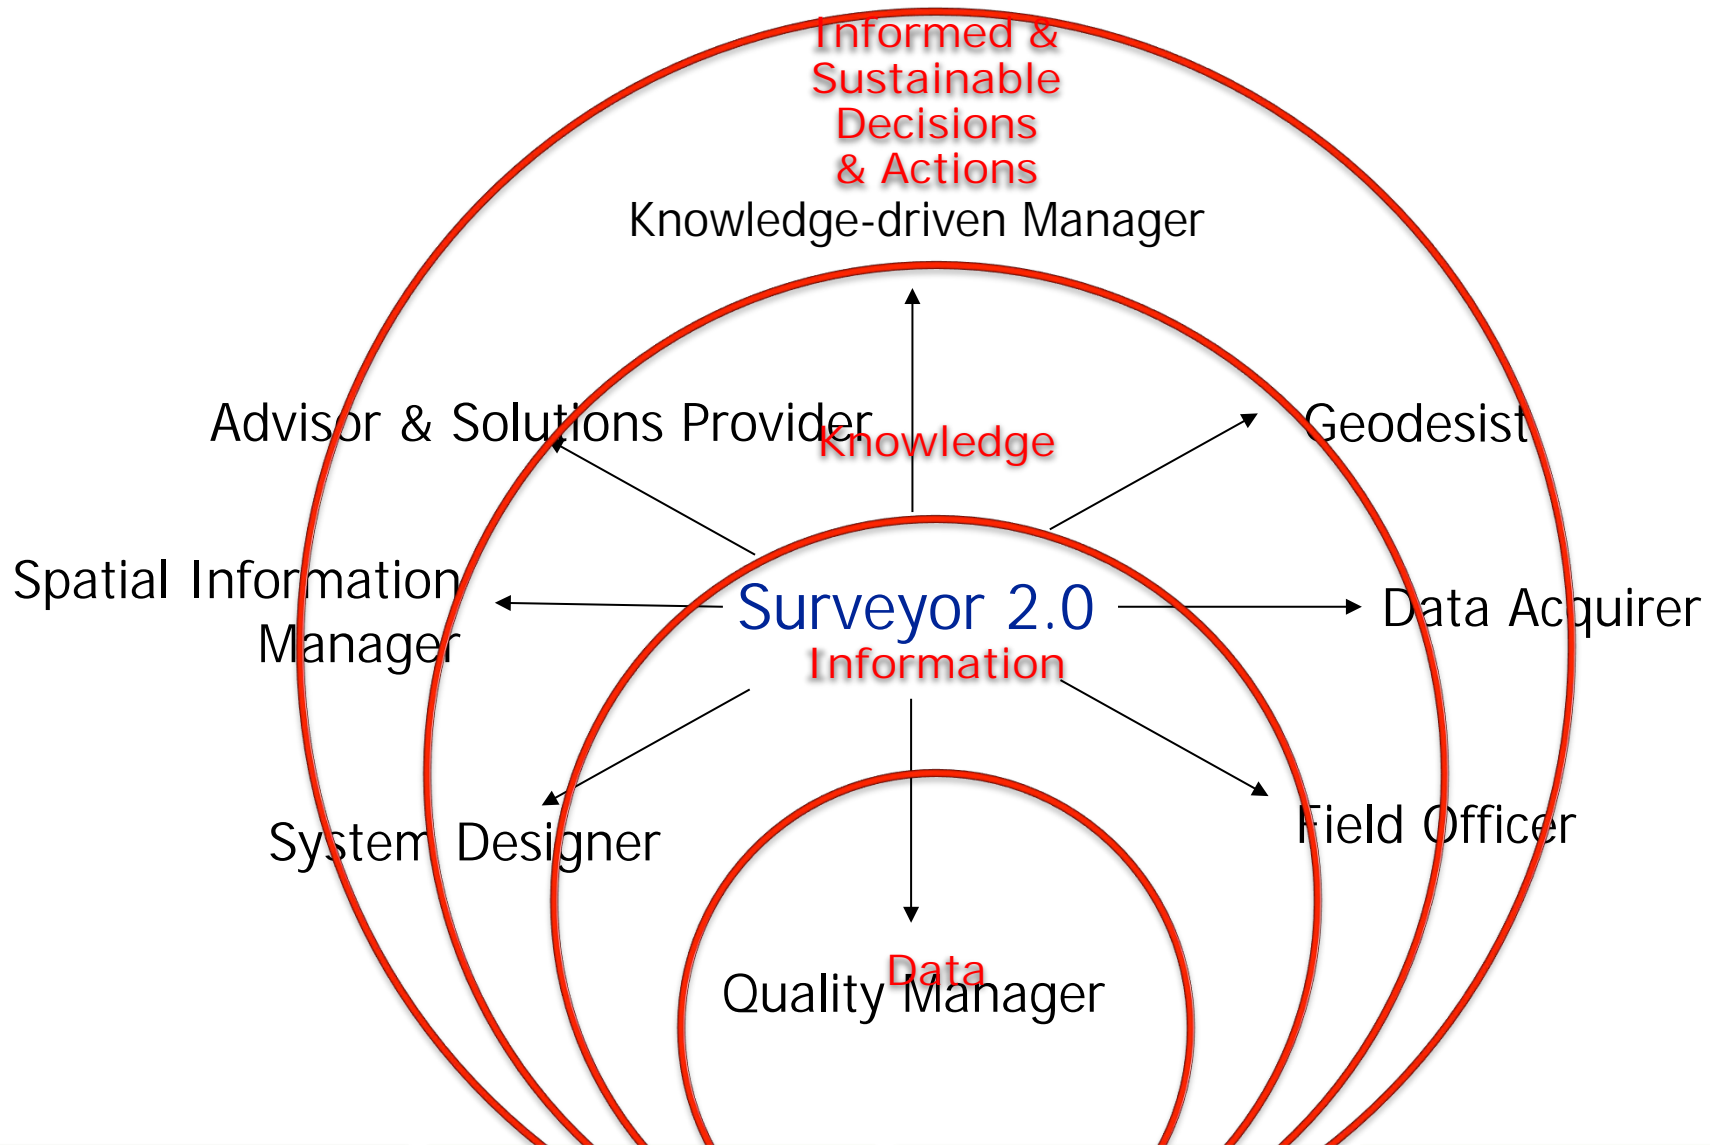 Informed &
Sustainable
Decisions
& Actions
Knowledge-driven Manager
Advisor & Solutions Provider
Knowledge
Geodesist
Spatial Information
Manager
Surveyor 2.0
Data Acquirer
Information
System Designer
Field Officer
Data
Quality Manager